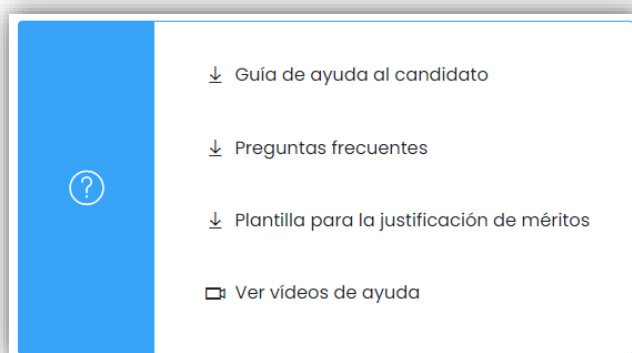 Guía de ayuda al candidato
Preguntas frecuentes
Plantilla para la justificación de méritos
Ver vídeos de ayuda